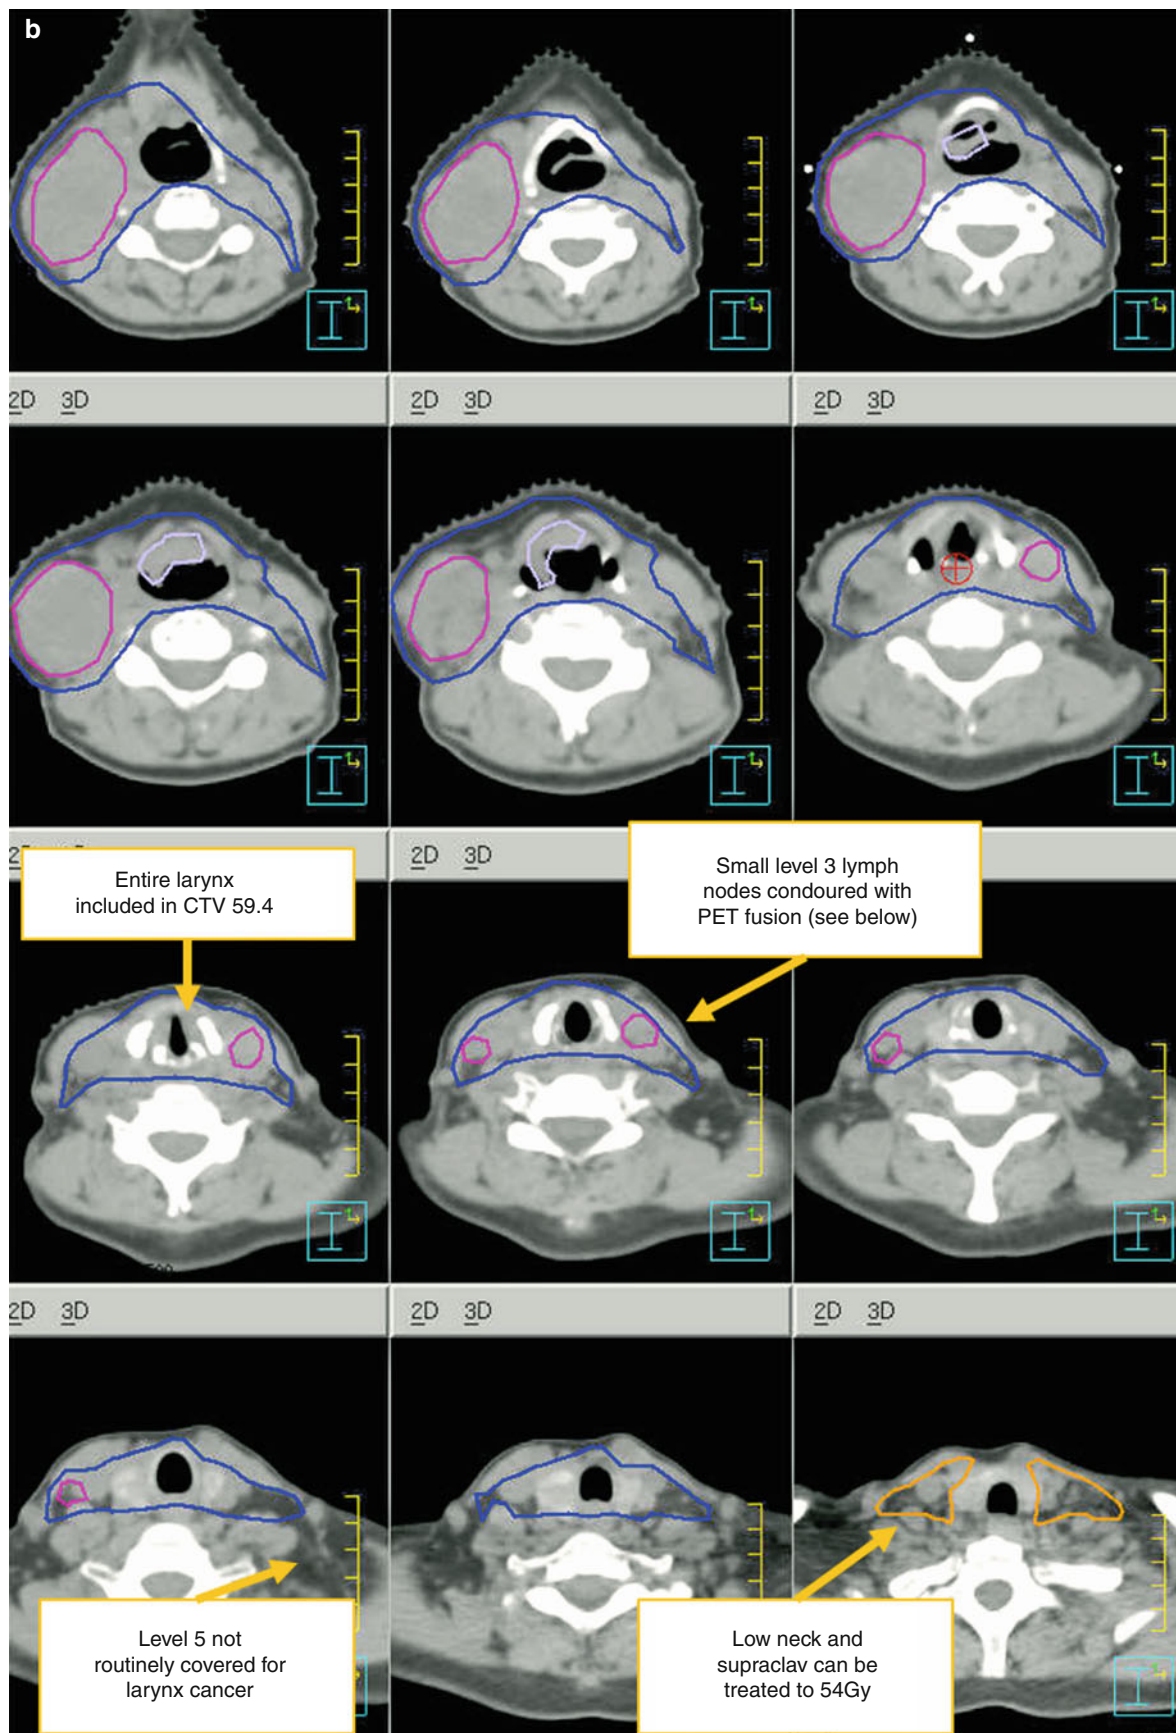 b
2D 3D
2D 3D
2D 3D
2D 3D
Entire larynx
included in CTV 59.4
Small level 3 lymph
nodes condoured with
PET fusion (see below)
2D 3D
2D 3D
2D 3D
Level 5 not
routinely covered for
larynx cancer
Low neck and
supraclav can be
treated to 54Gy